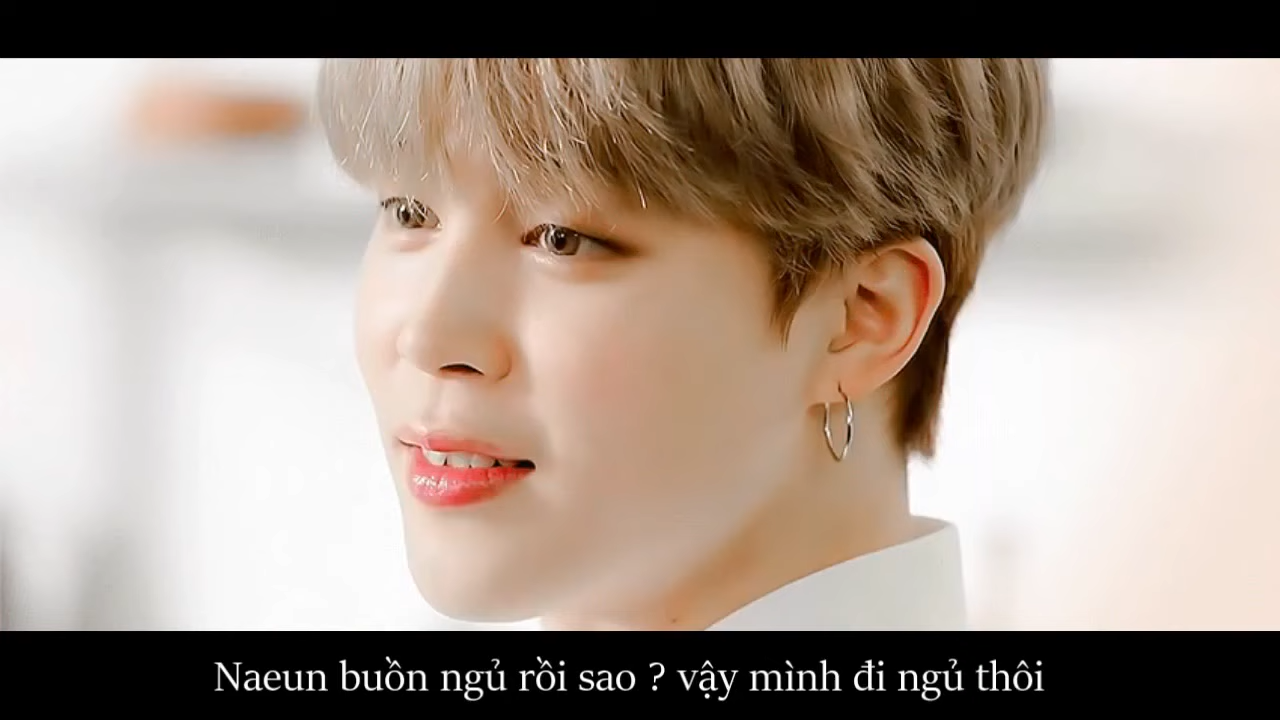 Naeun buồn ngủ rồi sao ? vậy mình đi ngủ thôi